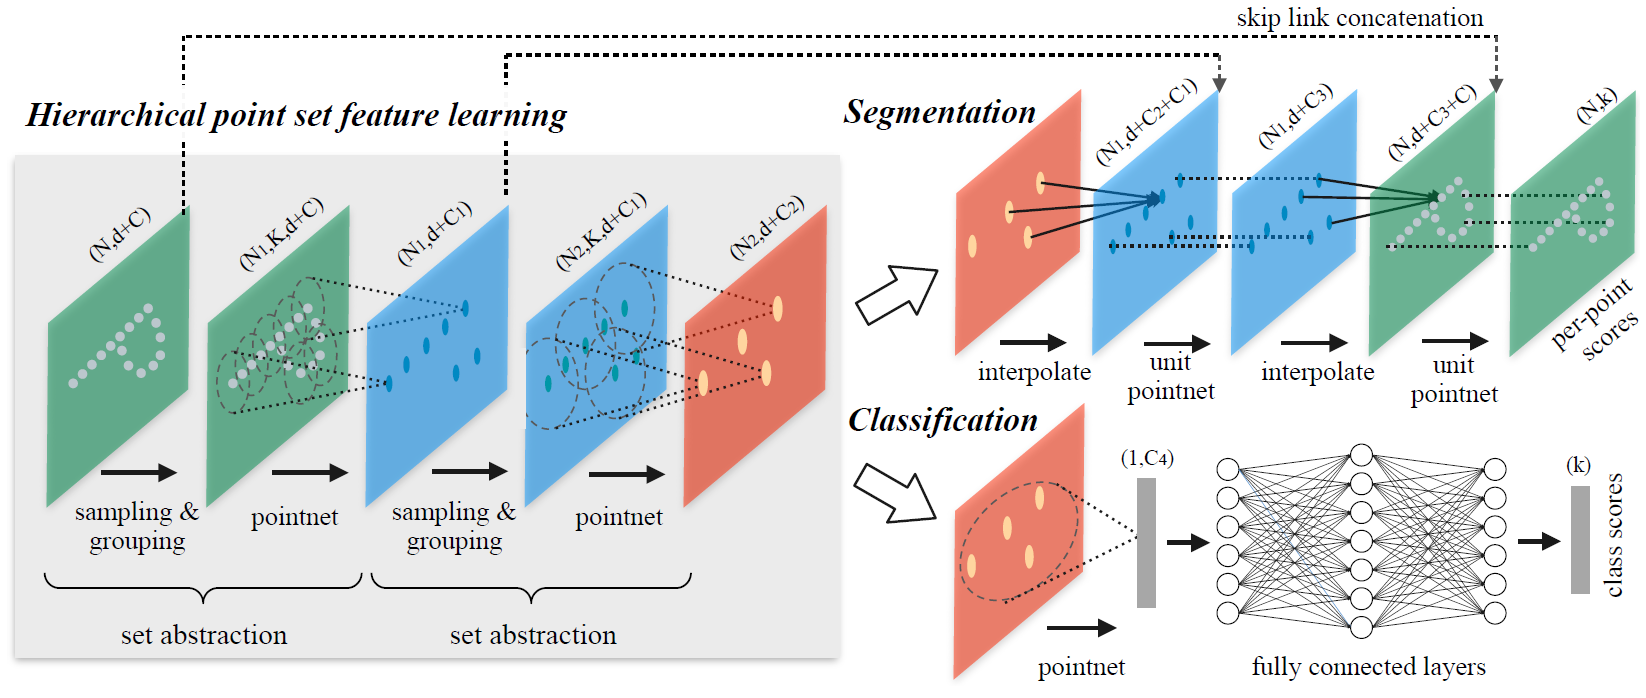 skip link concatenation
Hierarchical point set feature learning
(N,d+C)
(N1,K,d+C)
(N1,d+C1)
(N2,K,d+C1)
(N2,d+C2)
sampling &
grouping
pointnet
sampling &
grouping
pointnet
set abstraction
set abstraction
Segmentation
(N1,d+C2+C1)
(N1,d+C3)
(N,d+C3+C)
(N,k)
interpolate
unit
pointnet
interpolate
unit
pointnet
per-point
scores
Classification
(1,C4)
(k)
class scores
pointnet
fully connected layers